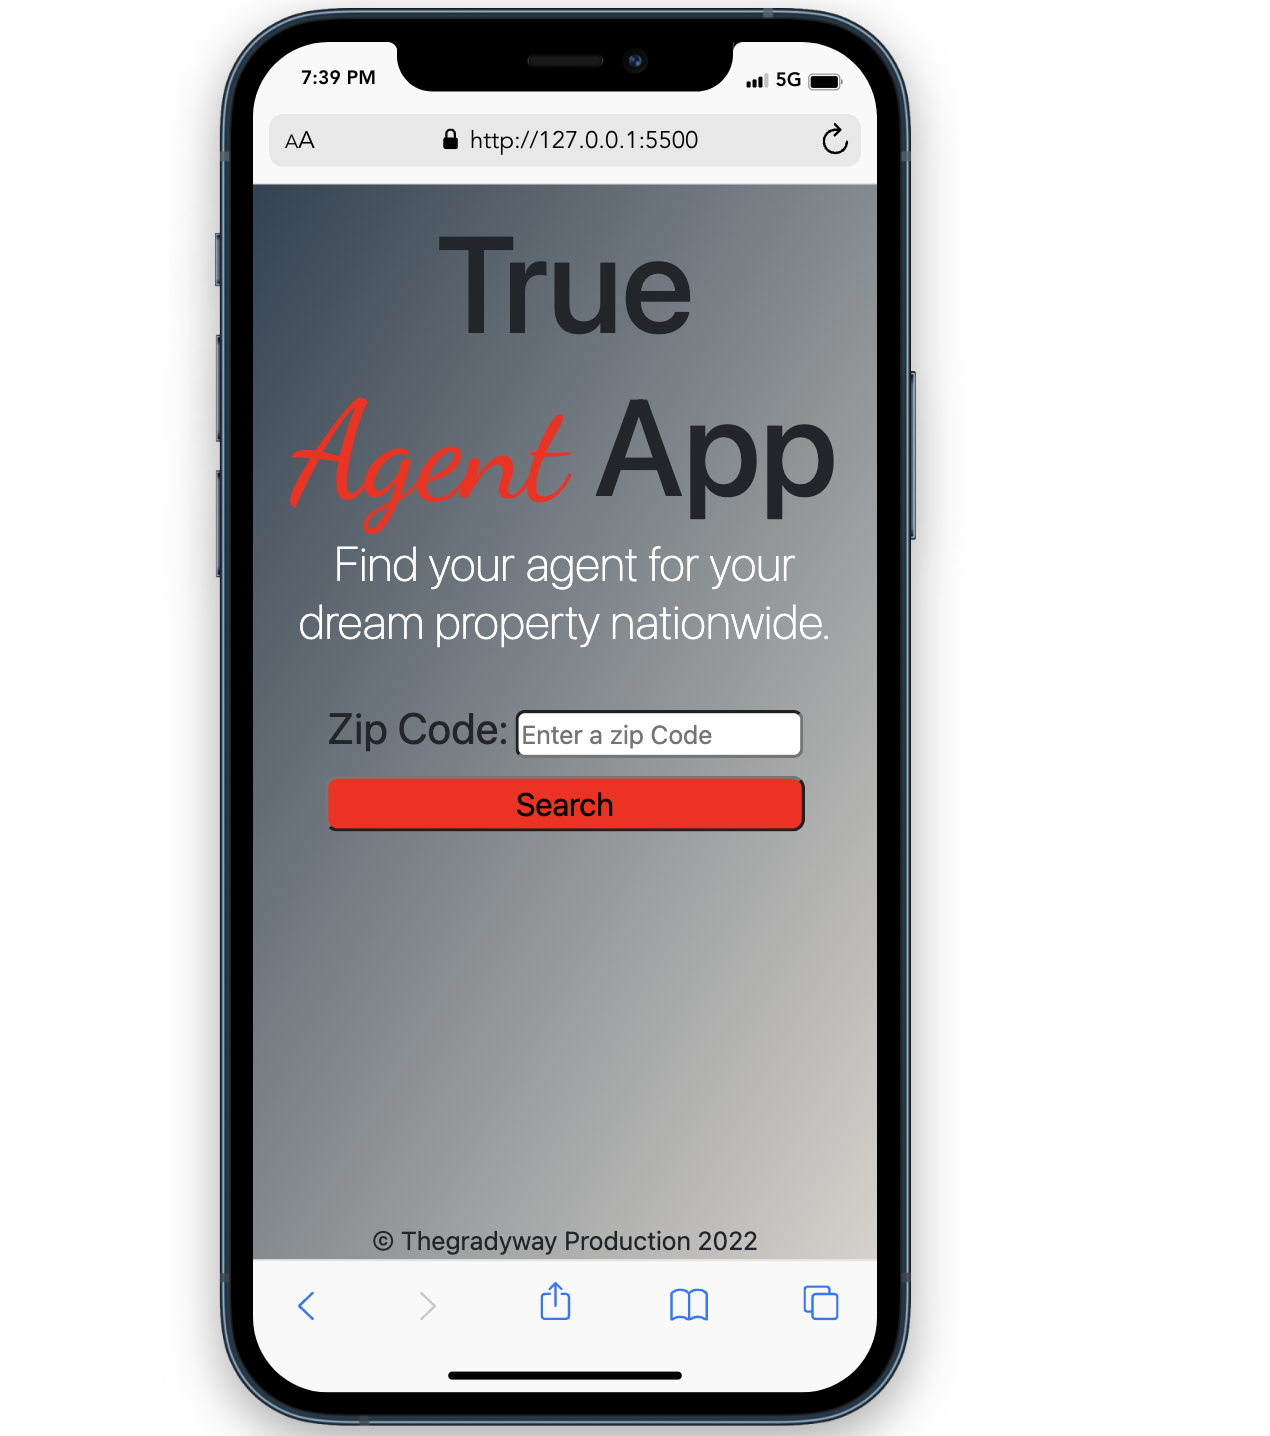 7:39 PM
5G
AA
http://127.0.0.1:5500
True
Agent App
Find your agent for your
dream property nationwide.
Zip Code: Enter a zip Code
Search
© Thegradyway Production 2022